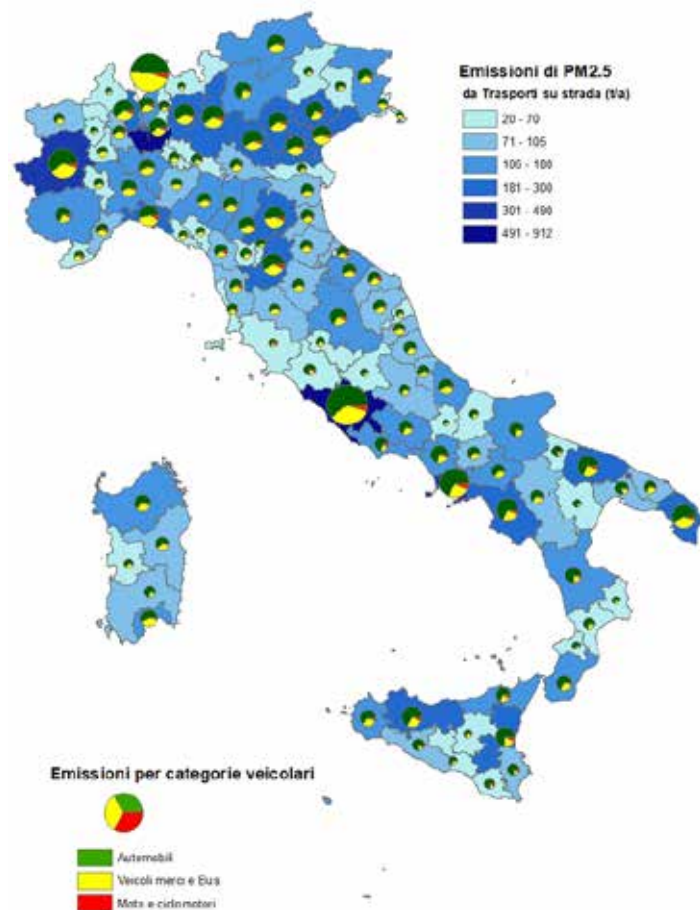 Emissioni di PM2.5
da Trasporti su strada (t/a)
20 - 70
71 - 105
106 - 180
181 - 300
301 - 490
491 - 912
Emissioni per categorie veicolari
Automobili
Veicoli merci e Bus
Moto e ciclomotori